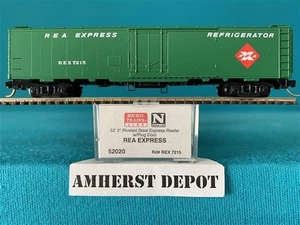 REA EXPRESS
REFRIGERATOR
REX 7215
MICRO-TRAINS LINE
N
52' 2" Riveted Steel Express Reefer
w/Plug Door
REA EXPRESS
52020
Rd# REX 7215
AMHERST DEPOT